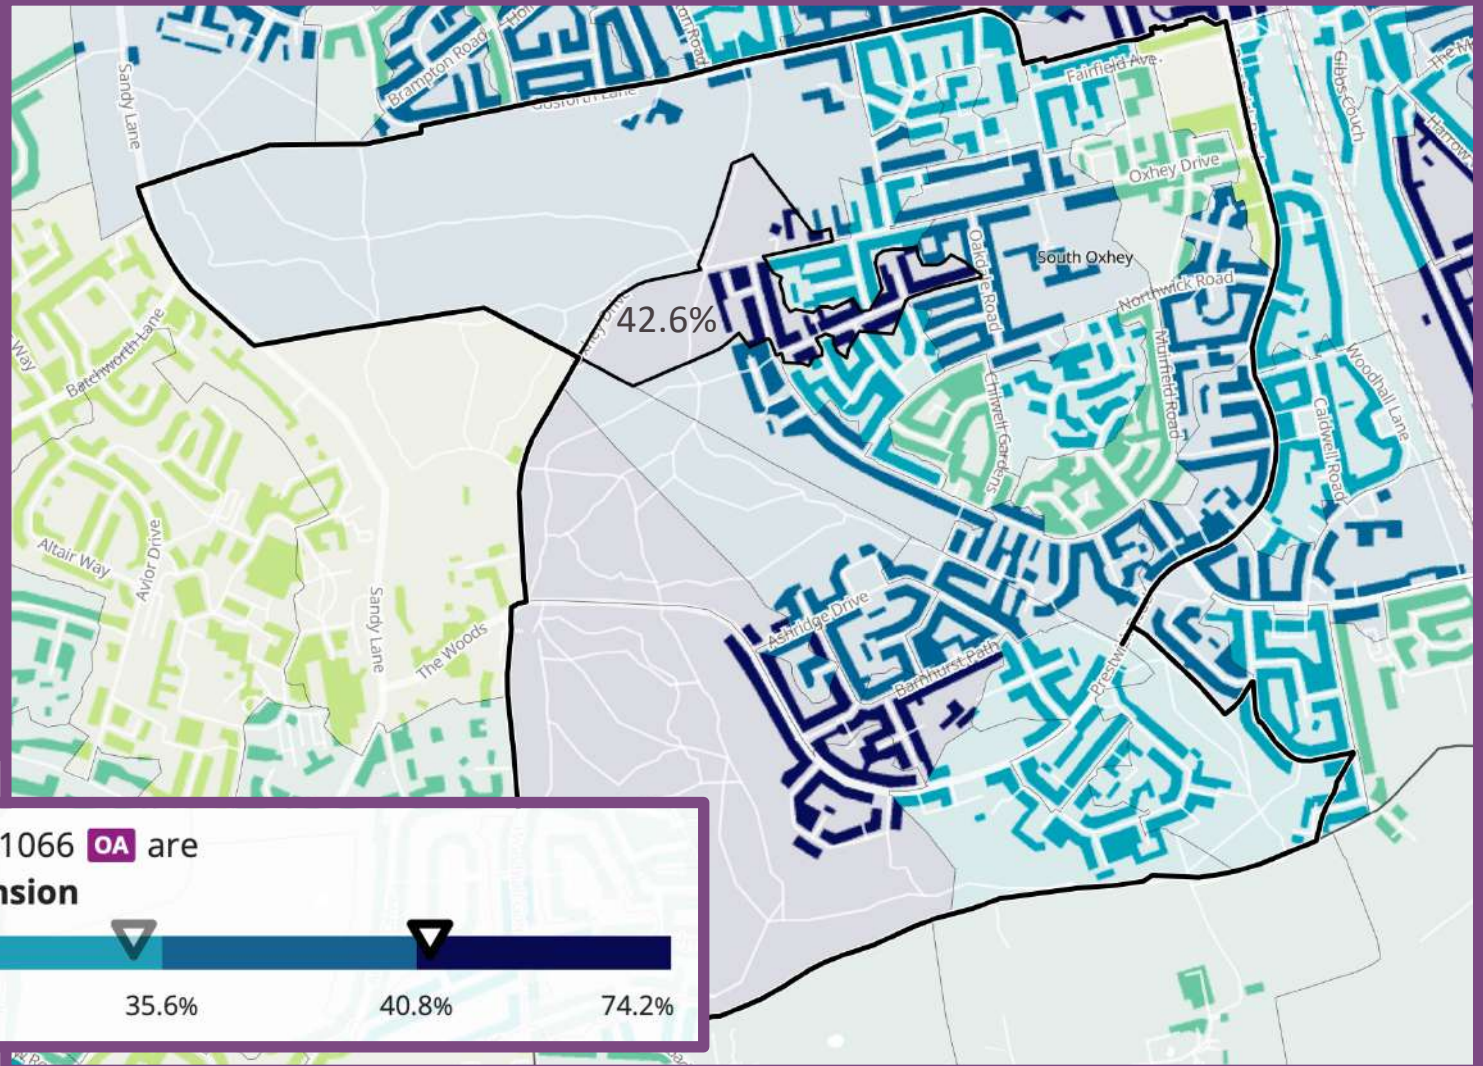 Sandy Lane
Brampton Road
Gosforth Lane
Fairfield Ave.
Gibbs Couch
Oxhey Drive
South Oxhey
Oakdale Road
Northwick Road
42.6%
Way
Batchworth Lane
Muirfield Road
Woodhall Lane
Chilwell Gardens
Caldwell Road
Altair Way
Avior Drive
Sandy Lane
The Woods
Ashridge Drive
Barnhurst Path
1066 OA are
nsion
35.6% 40.8% 74.2%